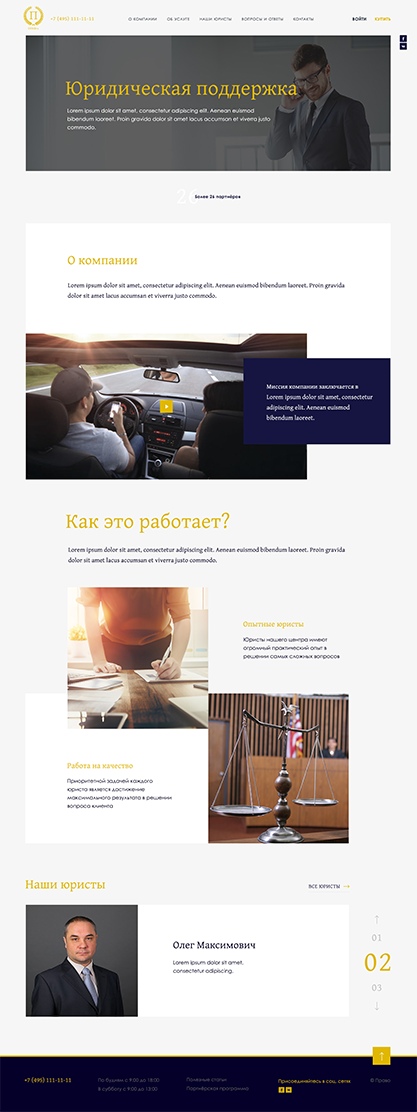 П
+7 (495) 111-11-11
О КОМПАНИИ
ОБ УСЛУГЕ
НАШИ ЮРИСТЫ
ВОПРОСЫ И ОТВЕТЫ
КОНТАКТЫ
ВОЙТИ
КУПИТЬ
Юридическая поддержка
Lorem ipsum dolor sit amet, consectetur adipiscing elit. Aenean euismod
bibendum laoreet. Proin gravida dolor sit amet lacus accumsan et viverra justo
commodo.
26
Более 26 партнёров
О компании
Lorem ipsum dolor sit amet, consectetur adipiscing elit. Aenean euismod bibendum laoreet. Proin gravida
dolor sit amet lacus accumsan et viverra justo commodo.
Миссия компании заключается в
Lorem ipsum dolor sit amet, consectetur
adipiscing elit. Aenean euismod
bibendum laoreet.
Как это работает?
Lorem ipsum dolor sit amet, consectetur adipiscing elit. Aenean euismod bibendum laoreet. Proin gravida
dolor sit amet lacus accumsan et viverra justo commodo.
Опытные юристы
Юристы нашего центра имеют
огромный практический опыт в
решении самых сложных вопросов
Работа на качество
Приоритетной задачей каждого
юриста является достижение
максимального результата в решении
вопроса клиента
Наши юристы
ВСЕ ЮРИСТЫ →
Олег Максимович
Lorem ipsum dolor sit amet,
consectetur adipiscing.
↑
01
02
03
↓
↑
+7 (495) 111-11-11
По будням с 9:00 до 18:00
В субботу с 9:00 до 13:00
Полезные статьи
Партнёрская программа
Присоединяйтесь в соц. сетях
© Право